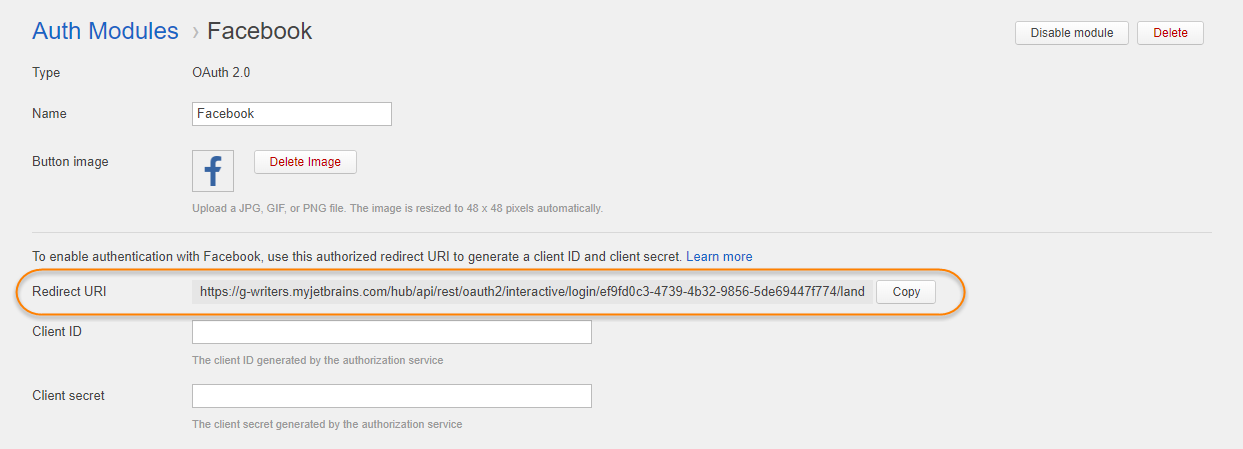 Auth Modules › Facebook
Disable module
Delete
Type OAuth 2.0
Name Facebook
Button image
Delete Image
Upload a JPG, GIF, or PNG file. The image is resized to 48 x 48 pixels automatically.
To enable authentication with Facebook, use this authorized redirect URI to generate a client ID and client secret. Learn more
Redirect URI https://g-writers.myjetbrains.com/hub/api/rest/oauth2/interactive/login/ef9fd0c3-4739-4b32-9856-5de69447f774/land Copy
Client ID
The client ID generated by the authorization service
Client secret
The client secret generated by the authorization service